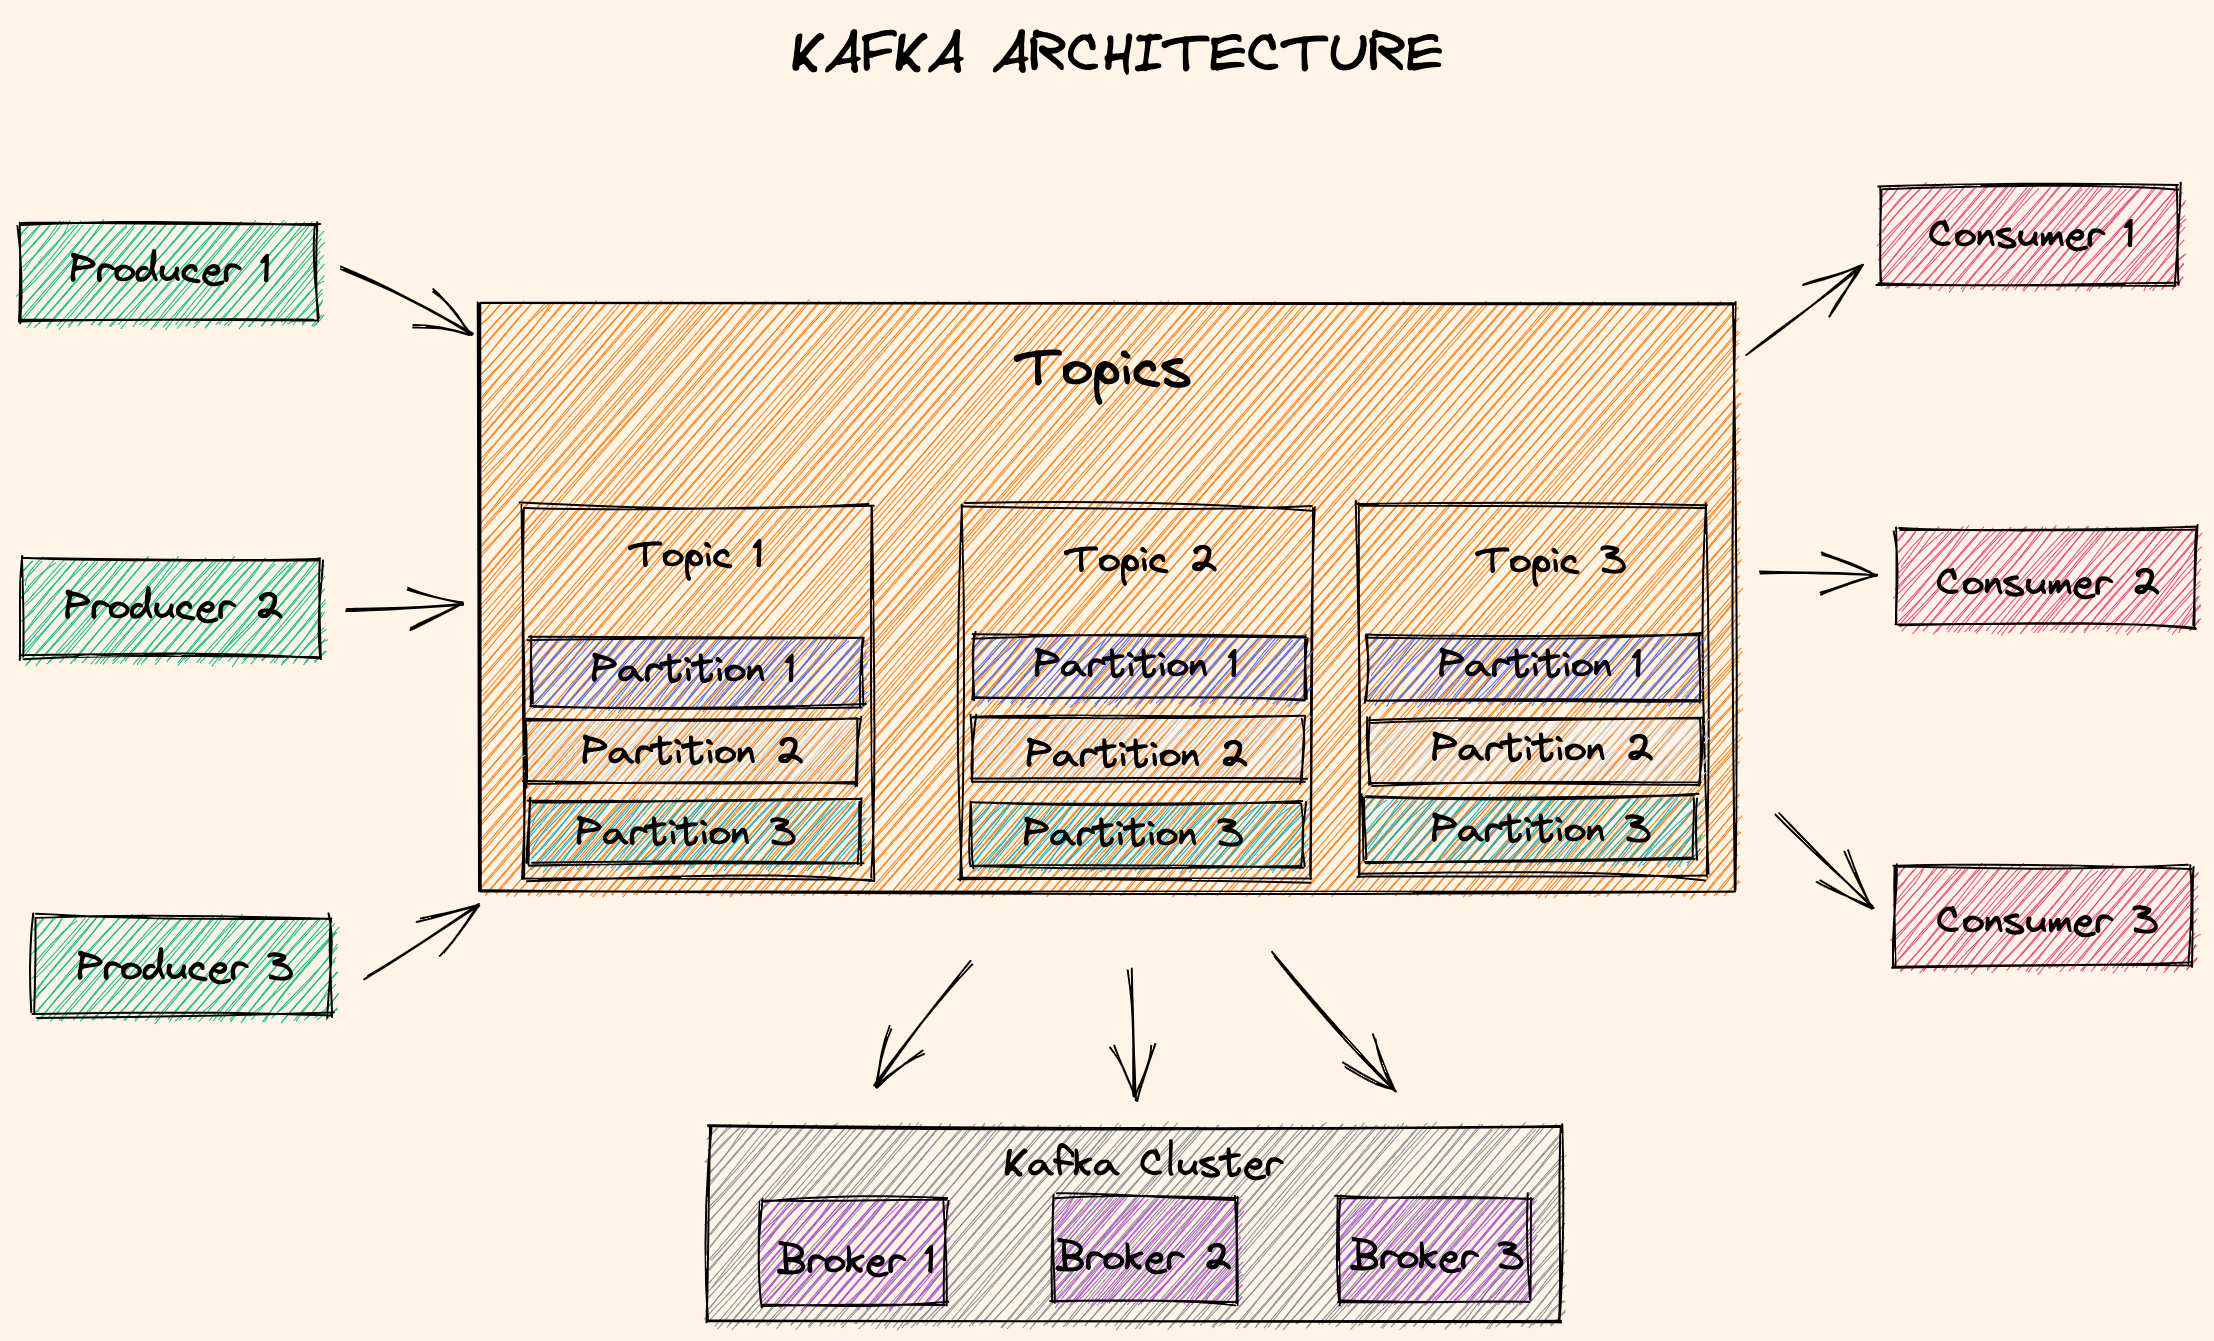 KAFKA ARCHITECTURE
Producer 1
Consumer 1
Topics
Topic 1
Topic 2
Topic 3
Producer 2
Consumer 2
Partition 1
Partition 1
Partition 1
Partition 2
Partition 2
Partition 2
Partition 3
Partition 3
Partition 3
Producer 3
Consumer 3
Kafka Cluster
Broker 1
Broker 2
Broker 3